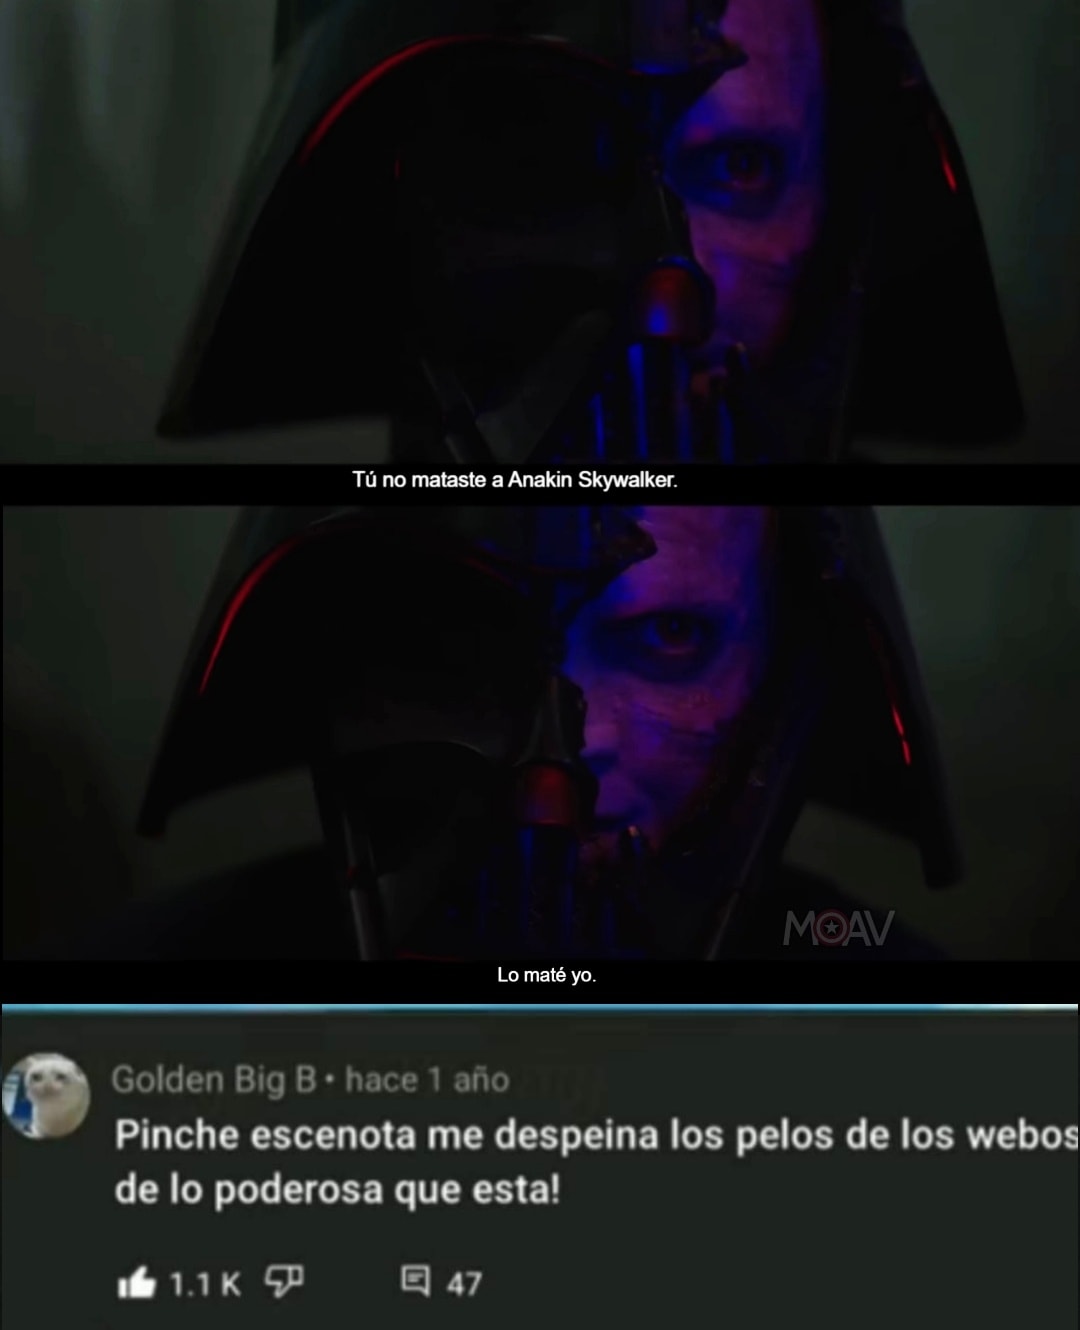 Tú no mataste a Anakin Skywalker.
MOAV
Lo maté yo.
Golden Big B • hace 1 año
Pinche escenota me despeina los pelos de los webos
de lo poderosa que esta!
1.1 K 47